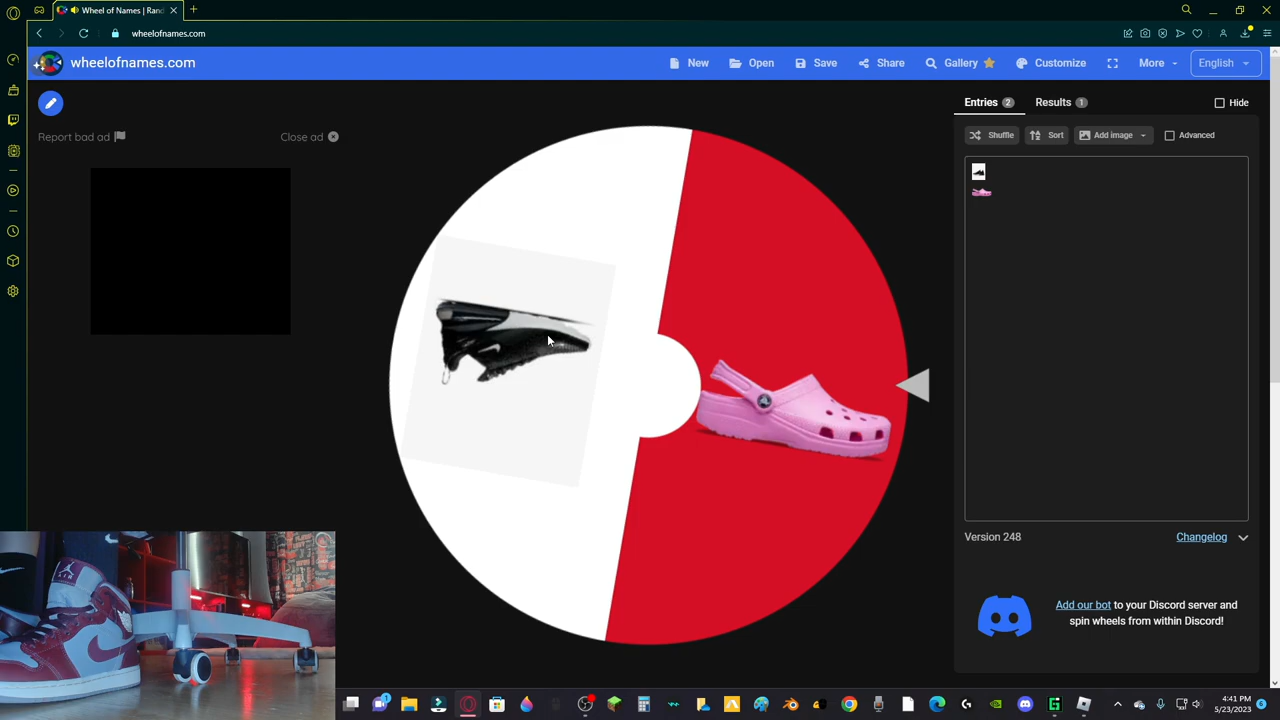 Wheel of Names | Rand
wheelofnames.com
wheelofnames.com
New
Open
Save
Share
Gallery
Customize
More
English
Report bad ad
Close ad
Entries 2
Results 1
Hide
Shuffle
Sort
Add image
Advanced
Version 248
Changelog
Add our bot to your Discord server and
spin wheels from within Discord!
AIR
4:41 PM
5/23/2023